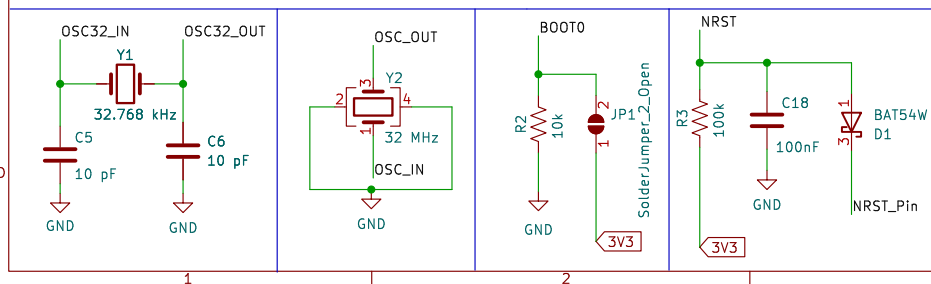 OSC32_IN
OSC32_OUT
Y1
32.768 kHz
C5
10 pF
C6
10 pF
GND
GND
OSC_OUT
3
Y2
2
4
1
32 MHz
OSC_IN
GND
BOOT0
R2
10k
2
JP1
1
SolderJumper_2_Open
GND
3V3
NRST
R3
100k
C18
100nF
1
BAT54W
D1
3
GND
NRST_Pin
3V3
1
2